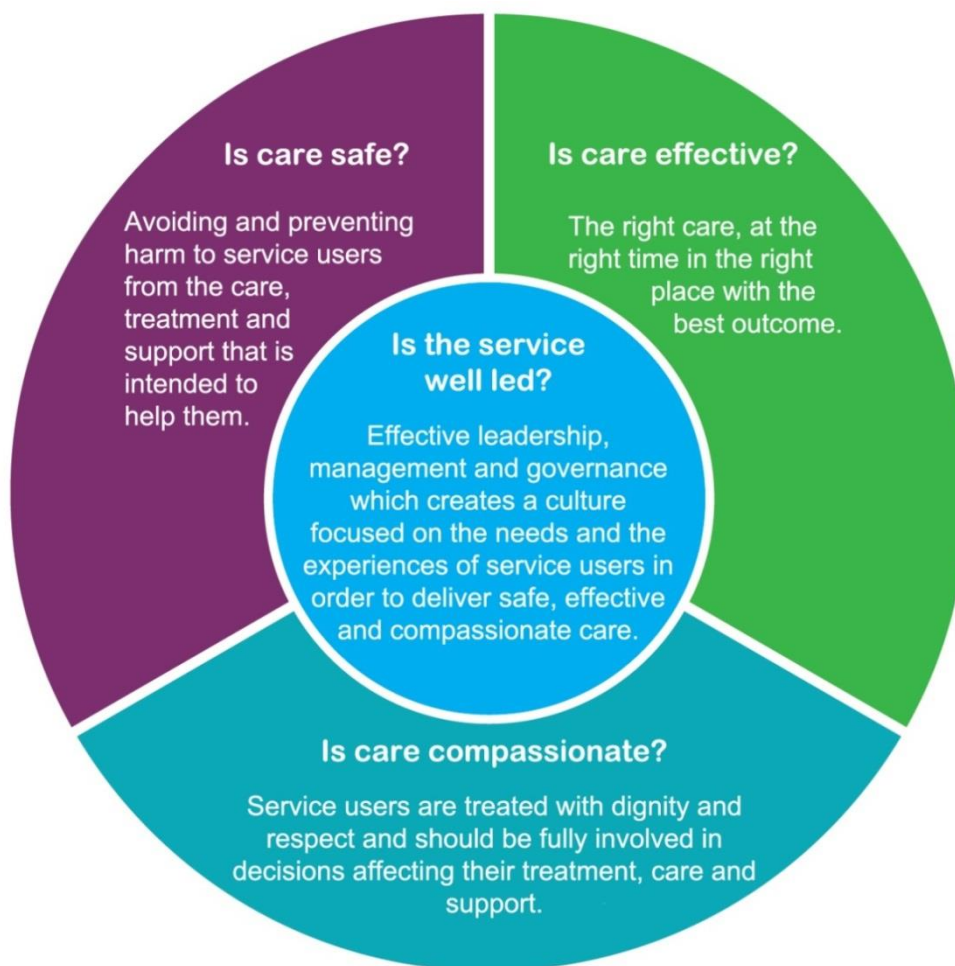 Is care safe?
Avoiding and preventing
harm to service users
from the care,
treatment and
support that is
intended to
help them.
Is care effective?
The right care, at the
right time in the right
place with the
best outcome.
Is the service
well led?
Effective leadership,
management and governance
which creates a culture
focused on the needs and the
experiences of service users in
order to deliver safe, effective
and compassionate care.
Is care compassionate?
Service users are treated with dignity and
respect and should be fully involved in
decisions affecting their treatment, care and
support.